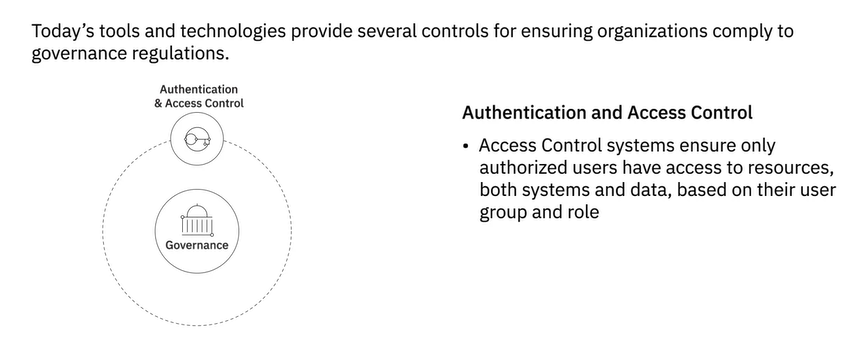 Today’s tools and technologies provide several controls for ensuring organizations comply to
governance regulations.
Authentication
& Access Control
Governance
Authentication and Access Control
• Access Control systems ensure only
authorized users have access to resources,
both systems and data, based on their user
group and role